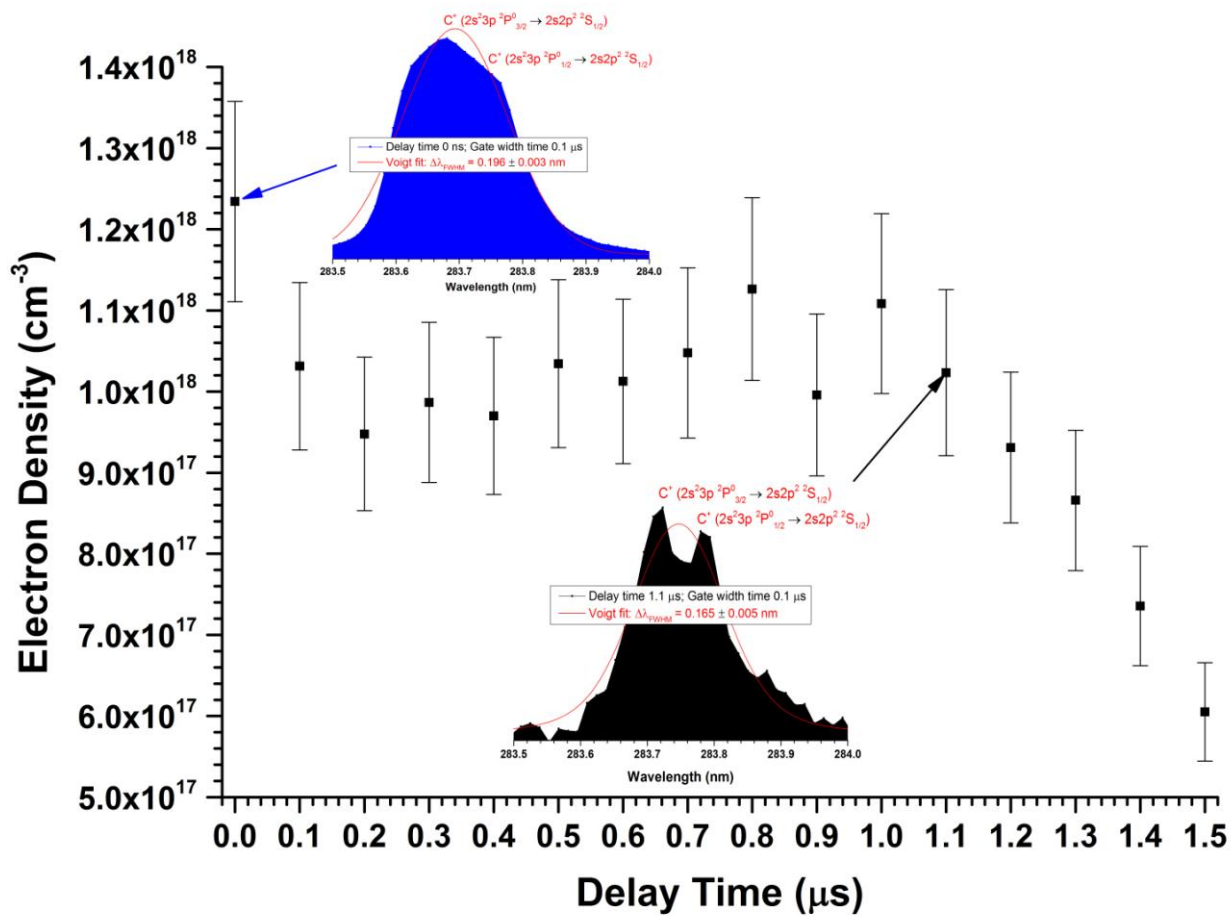 C⁺ (2s²3p ²P⁰₃/₂ → 2s2p² ²S₁/₂)
C⁺ (2s²3p ²P⁰₁/₂ → 2s2p² ²S₁/₂)
Delay time 0 ns; Gate width time 0.1 μs
Voigt fit: Δλ_FWHM = 0.196 ± 0.003 nm
283.5 283.6 283.7 283.8 283.9 284.0
Wavelength (nm)
C⁺ (2s²3p ²P⁰₃/₂ → 2s2p² ²S₁/₂)
C⁺ (2s²3p ²P⁰₁/₂ → 2s2p² ²S₁/₂)
Delay time 1.1 μs; Gate width time 0.1 μs
Voigt fit: Δλ_FWHM = 0.165 ± 0.005 nm
283.5 283.6 283.7 283.8 283.9 284.0
Wavelength (nm)
Electron Density (cm⁻³)
1.4x10¹⁸
1.3x10¹⁸
1.2x10¹⁸
1.1x10¹⁸
1.0x10¹⁸
9.0x10¹⁷
8.0x10¹⁷
7.0x10¹⁷
6.0x10¹⁷
5.0x10¹⁷
0.0 0.1 0.2 0.3 0.4 0.5 0.6 0.7 0.8 0.9 1.0 1.1 1.2 1.3 1.4 1.5
Delay Time (μs)